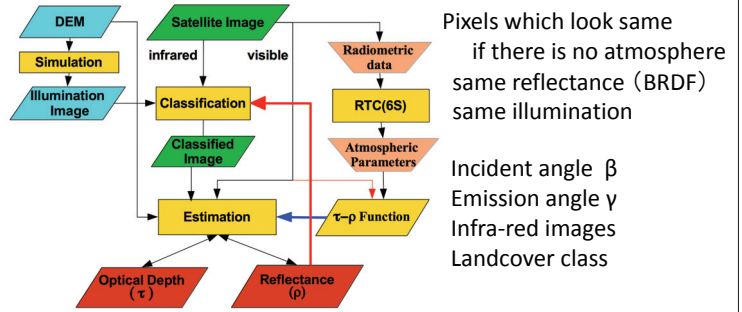 DEM
Satellite Image
infrared
visible
Simulation
Radiometric
data
Illumination
Image
Classification
RTC(6S)
Classified
Image
Atmospheric
Parameters
Estimation
τ–ρ Function
Optical Depth
(τ)
Reflectance
(ρ)
Pixels which look same
if there is no atmosphere
same reflectance（BRDF）
same illumination
Incident angle β
Emission angle γ
Infra-red images
Landcover class